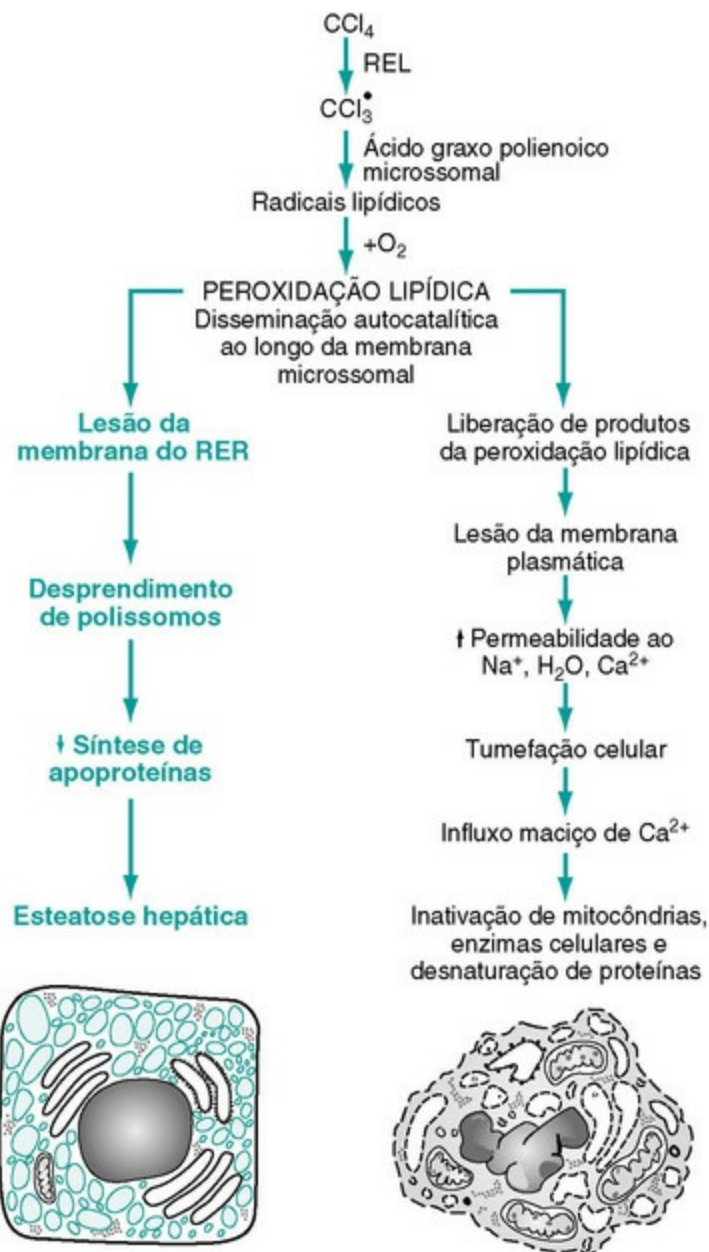 CCl₄
REL
CCl₃•
Ácido graxo polienoico
microssomal
Radicais lipídicos
+O₂
PEROXIDAÇÃO LIPÍDICA
Disseminação autocatalítica
ao longo da membrana
microssomal
Lesão da
membrana do RER
Desprendimento
de polissomos
↓ Síntese de
apoproteínas
Esteatose hepática
Liberação de produtos
da peroxidação lipídica
Lesão da membrana
plasmática
↑ Permeabilidade ao
Na⁺, H₂O, Ca²⁺
Tumefação celular
Influxo maciço de Ca²⁺
Inativação de mitocôndrias,
enzimas celulares e
desnaturação de proteínas